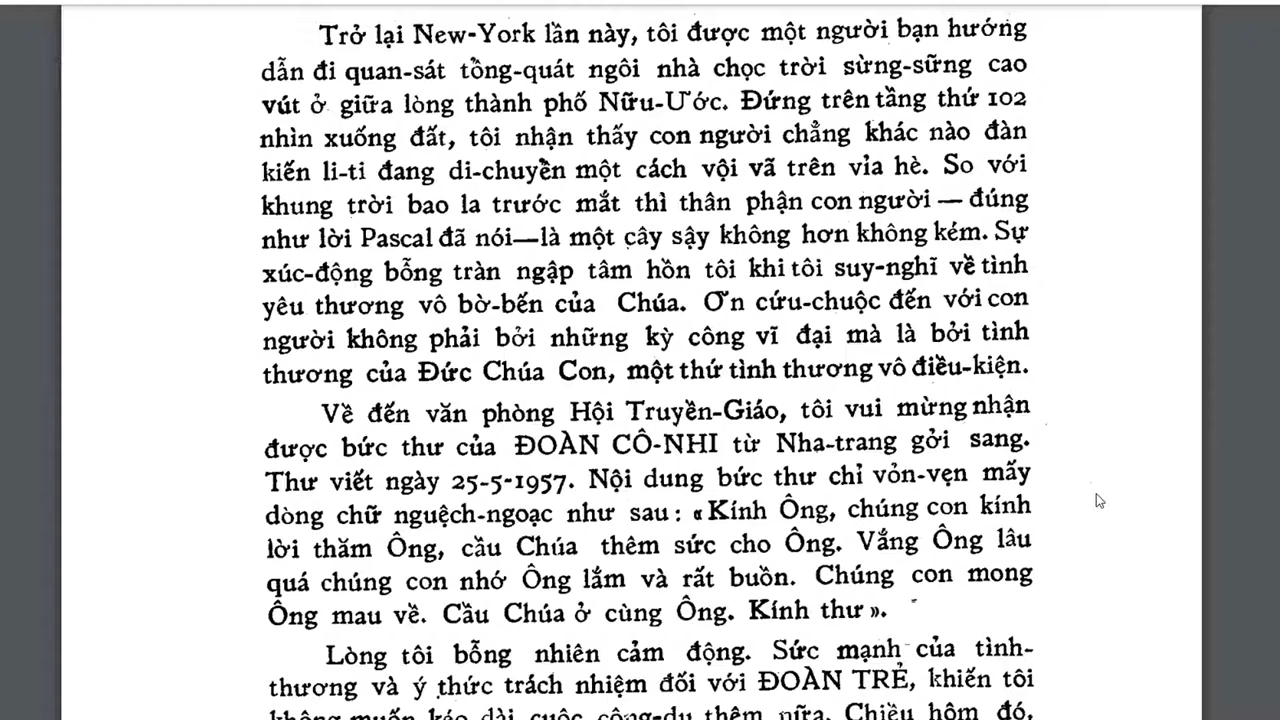 Trở lại New-York lần này, tôi được một người bạn hướng
dẫn đi quan-sát tổng-quát ngôi nhà chọc trời sừng-sững cao
vút ở giữa lòng thành phố Nữu-Ước. Đứng trên tầng thứ 102
nhìn xuống đất, tôi nhận thấy con người chẳng khác nào đàn
kiến li-ti đang di-chuyển một cách vội vã trên vỉa hè. So với
khung trời bao la trước mắt thì thân phận con người — đúng
như lời Pascal đã nói—là một cây sậy không hơn không kém. Sự
xúc-động bỗng tràn ngập tâm hồn tôi khi tôi suy-nghĩ về tình
yêu thương vô bờ-bến của Chúa. Ơn cứu-chuộc đến với con
người không phải bởi những kỳ công vĩ đại mà là bởi tình
thương của Đức Chúa Con, một thứ tình thương vô điều-kiện.
Về đến văn phòng Hội Truyền-Giáo, tôi vui mừng nhận
được bức thư của ĐOÀN CÔ-NHI từ Nha-trang gởi sang.
Thư viết ngày 25-5-1957. Nội dung bức thư chỉ vỏn-vẹn mấy
dòng chữ nguệch-ngoạc như sau : « Kính Ông, chúng con kính
lời thăm Ông, cầu Chúa thêm sức cho Ông. Vắng Ông lâu
quá chúng con nhớ Ông lắm và rất buồn. Chúng con mong
Ông mau về. Cầu Chúa ở cùng Ông. Kính thư ».
Lòng tôi bỗng nhiên cảm động. Sức mạnh của tình-
thương và ý thức trách nhiệm đối với ĐOÀN TRẺ, khiến tôi
không muốn kéo dài cuộc công-du thêm nữa. Chiều hôm đó,